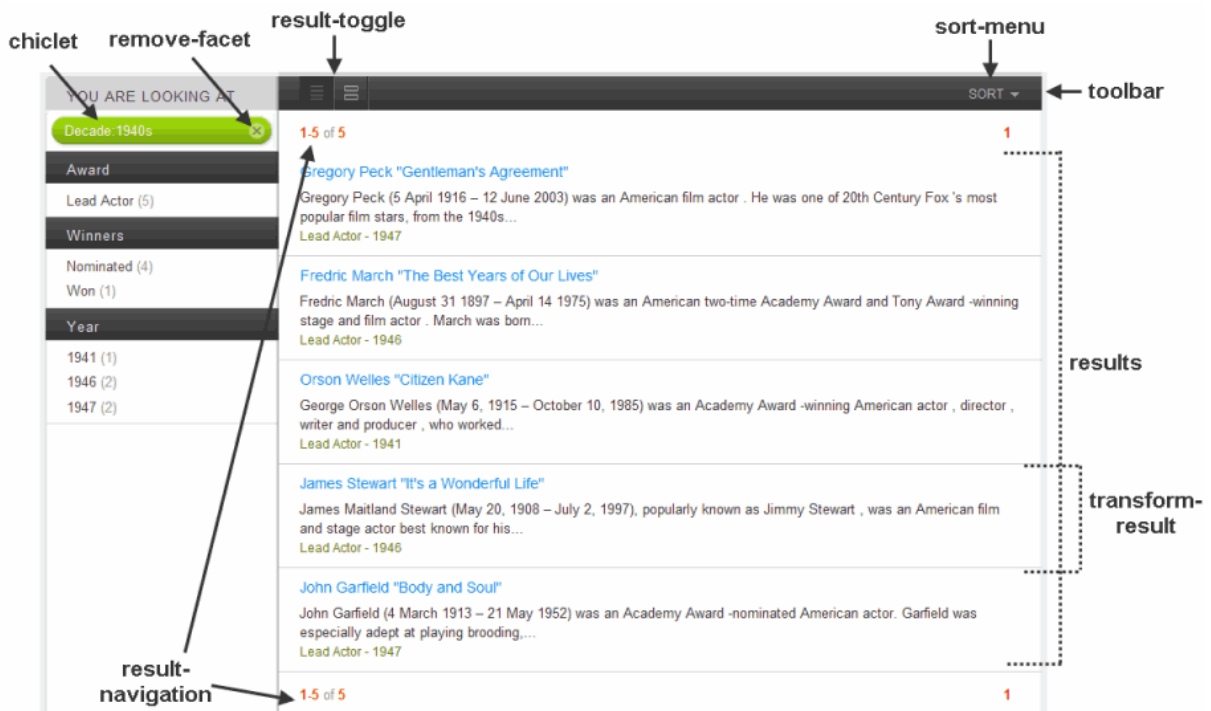 result-toggle
sort-menu
chiclet
remove-facet
toolbar
YOU ARE LOOKING AT
SORT
Decade:1940s
Award
Lead Actor (5)
Winners
Nominated (4)
Won (1)
Year
1941 (1)
1946 (2)
1947 (2)
1-5 of 5
1
Gregory Peck "Gentleman's Agreement"
Gregory Peck (5 April 1916 – 12 June 2003) was an American film actor . He was one of 20th Century Fox 's most
popular film stars, from the 1940s...
Lead Actor - 1947
Fredric March "The Best Years of Our Lives"
Fredric March (August 31 1897 – April 14 1975) was an American two-time Academy Award and Tony Award -winning
stage and film actor . March was born...
Lead Actor - 1946
Orson Welles "Citizen Kane"
George Orson Welles (May 6, 1915 – October 10, 1985) was an Academy Award -winning American actor , director ,
writer and producer , who worked...
Lead Actor - 1941
James Stewart "It's a Wonderful Life"
James Maitland Stewart (May 20, 1908 – July 2, 1997), popularly known as Jimmy Stewart , was an American film
and stage actor best known for his...
Lead Actor - 1946
John Garfield "Body and Soul"
John Garfield (4 March 1913 – 21 May 1952) was an Academy Award -nominated American actor. Garfield was
especially adept at playing brooding,...
Lead Actor - 1947
1-5 of 5
1
results
transform-
result
result-
navigation